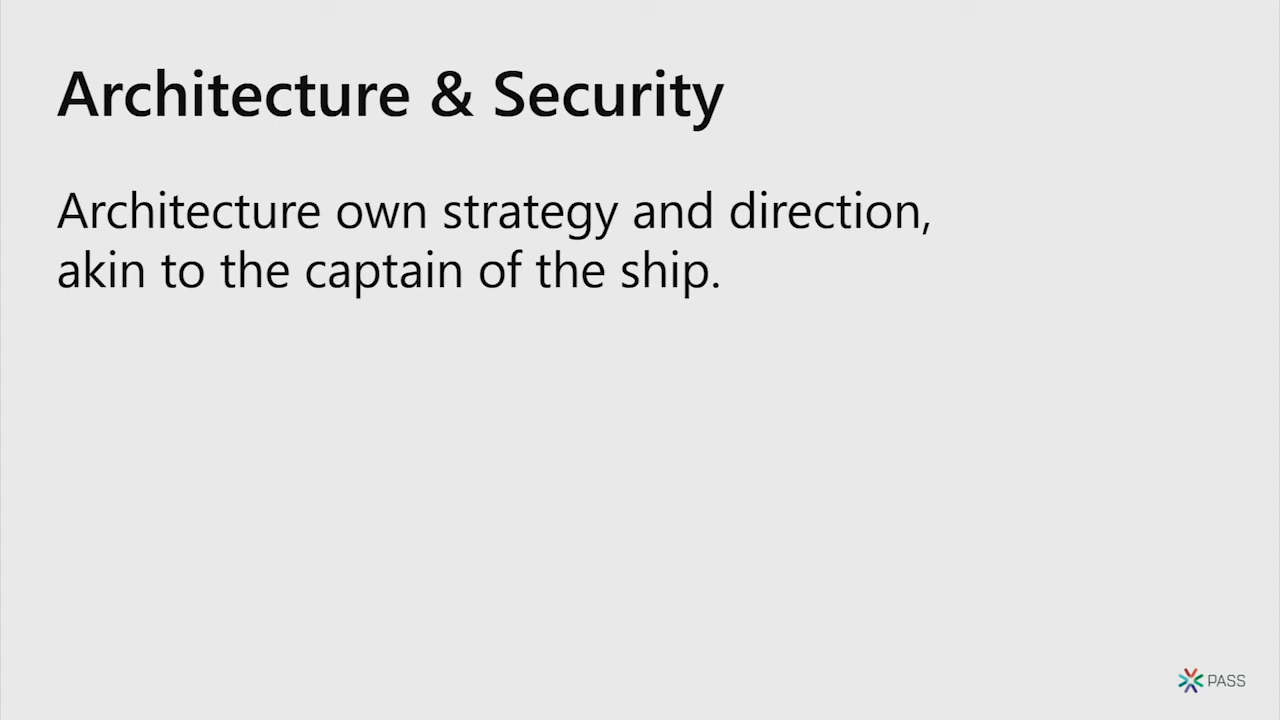 Architecture & Security
Architecture own strategy and direction,
akin to the captain of the ship.
PASS